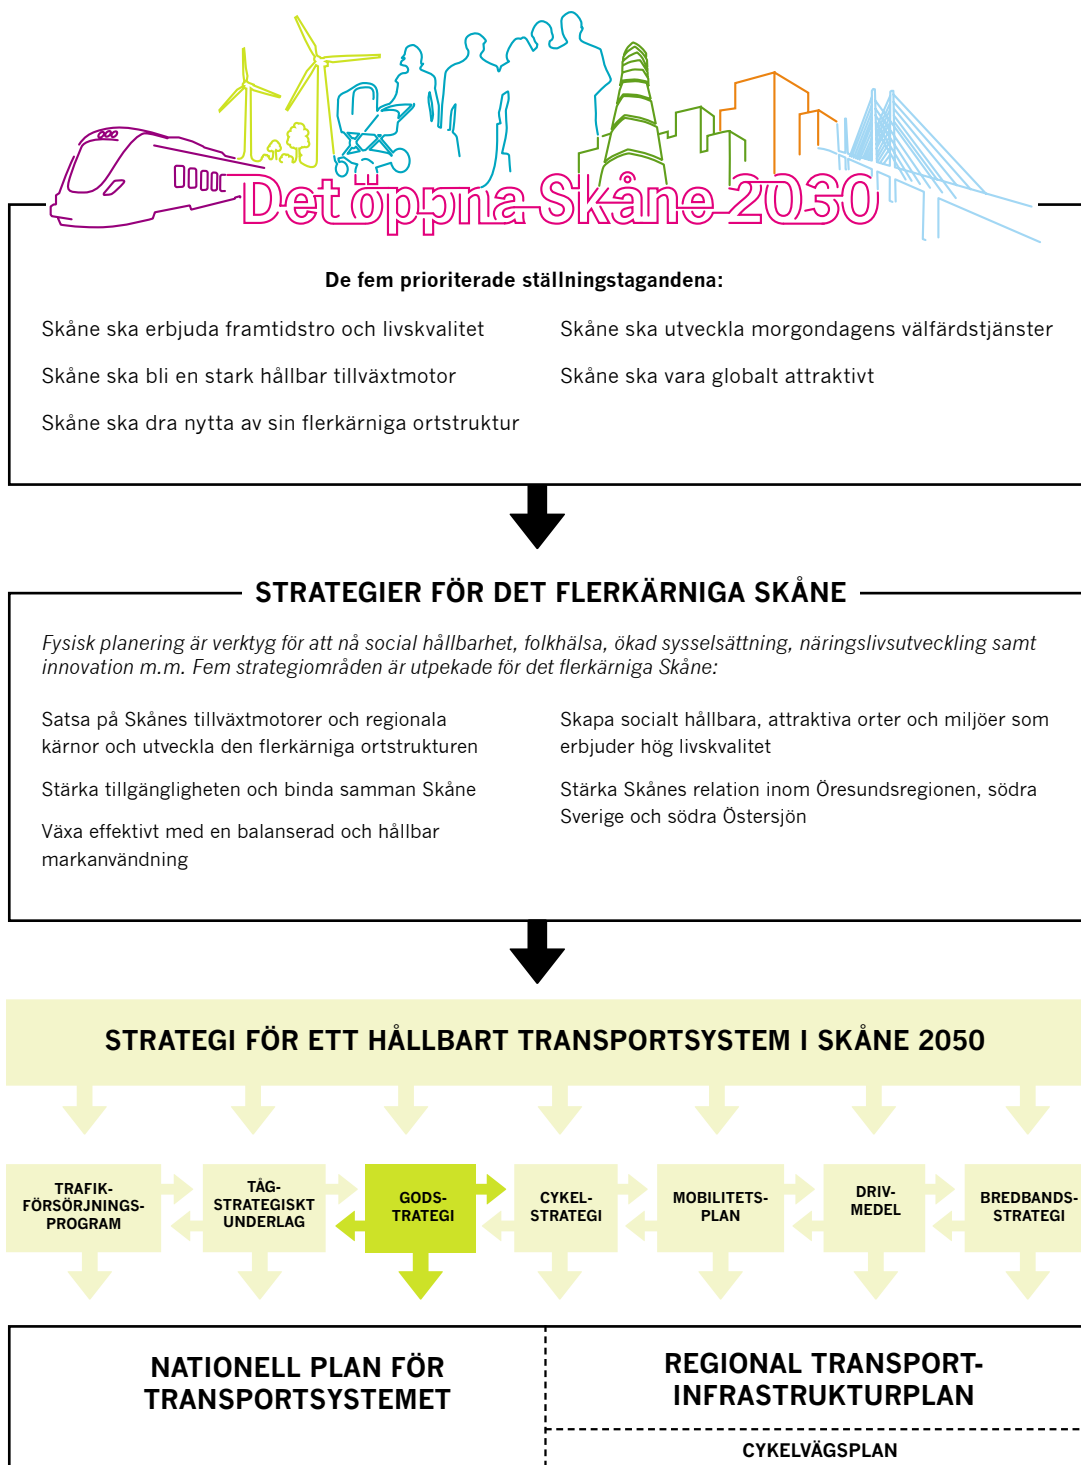 Det öppna Skåne 2030
De fem prioriterade ställningstagandena:
Skåne ska erbjuda framtidstro och livskvalitet
Skåne ska bli en stark hållbar tillväxtmotor
Skåne ska dra nytta av sin flerkärniga ortstruktur
Skåne ska utveckla morgondagens välfärdstjänster
Skåne ska vara globalt attraktivt
STRATEGIER FÖR DET FLERKÄRNIGA SKÅNE
Fysisk planering är verktyg för att nå social hållbarhet, folkhälsa, ökad sysselsättning, näringslivsutveckling samt
innovation m.m. Fem strategiområden är utpekade för det flerkärniga Skåne:
Satsa på Skånes tillväxtmotorer och regionala
kärnor och utveckla den flerkärniga ortstrukturen
Stärka tillgängligheten och binda samman Skåne
Växa effektivt med en balanserad och hållbar
markanvändning
Skapa socialt hållbara, attraktiva orter och miljöer som
erbjuder hög livskvalitet
Stärka Skånes relation inom Öresundsregionen, södra
Sverige och södra Östersjön
STRATEGI FÖR ETT HÅLLBART TRANSPORTSYSTEM I SKÅNE 2050
TRAFIK-
FÖRSÖRJNINGS-
PROGRAM
TÅG-
STRATEGISKT
UNDERLAG
GODS-
TRATEGI
CYKEL-
STRATEGI
MOBILITETS-
PLAN
DRIV-
MEDEL
BREDBANDS-
STRATEGI
NATIONELL PLAN FÖR
TRANSPORTSYSTEMET
REGIONAL TRANSPORT-
INFRASTRUKTURPLAN
CYKELVÄGSPLAN